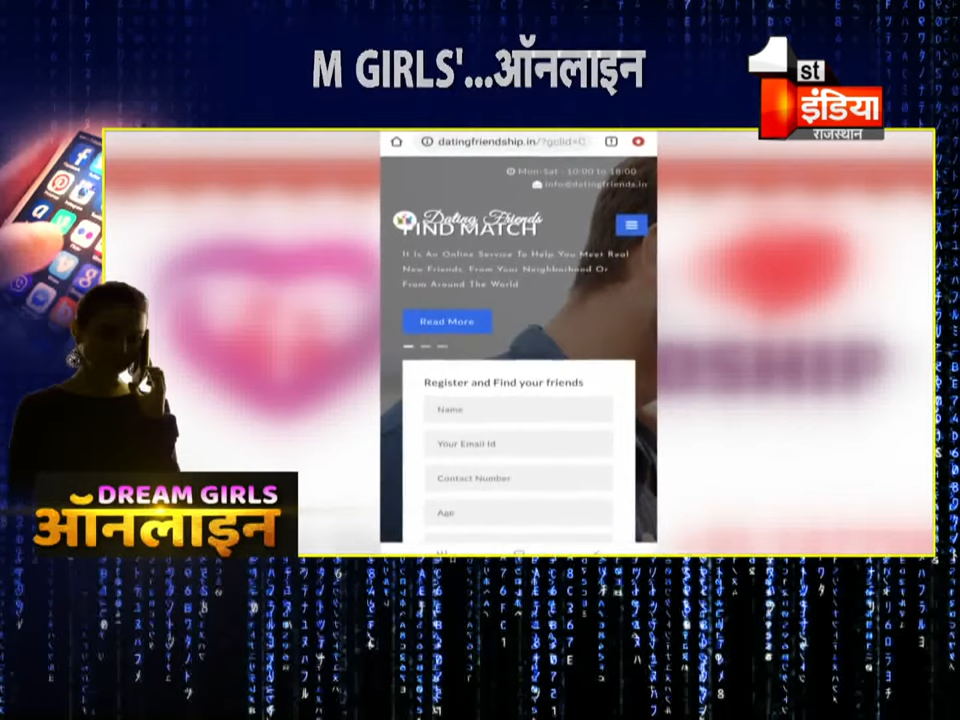 M GIRLS'...ऑनलाइन
1st
इंडिया
राजस्थान
datingfriendship.in/?gclid=C
Mon-Sat - 10:00 to 18:00
info@datingfriends.in
Dating Friends
FIND MATCH
It Is An Online Service To Help You Meet Real
New Friends, From Your Neighborhood Or
From Around The World
Read More
Register and Find your friends
Name
Your Email Id
Contact Number
Age
DREAM GIRLS
ऑनलाइन